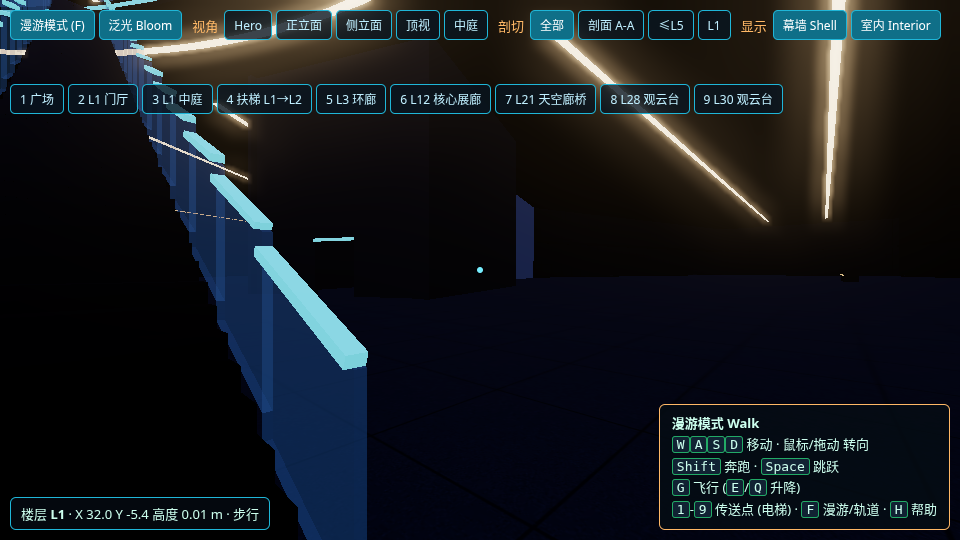 漫游模式 (F) 泛光 Bloom 视角 Hero 正立面 侧立面 顶视 中庭 剖切 全部 剖面 A-A ≤L5 L1 显示 幕墙 Shell 室内 Interior
1 广场 2 L1 门厅 3 L1 中庭 4 扶梯 L1→L2 5 L3 环廊 6 L12 核心展廊 7 L21 天空廊桥 8 L28 观云台 9 L30 观云台
漫游模式 Walk
W A S D 移动 · 鼠标/拖动 转向
Shift 奔跑 · Space 跳跃
G 飞行 (E/Q 升降)
1-9 传送点 (电梯) · F 漫游/轨道 · H 帮助
楼层 L1 · X 32.0 Y -5.4 高度 0.01 m · 步行